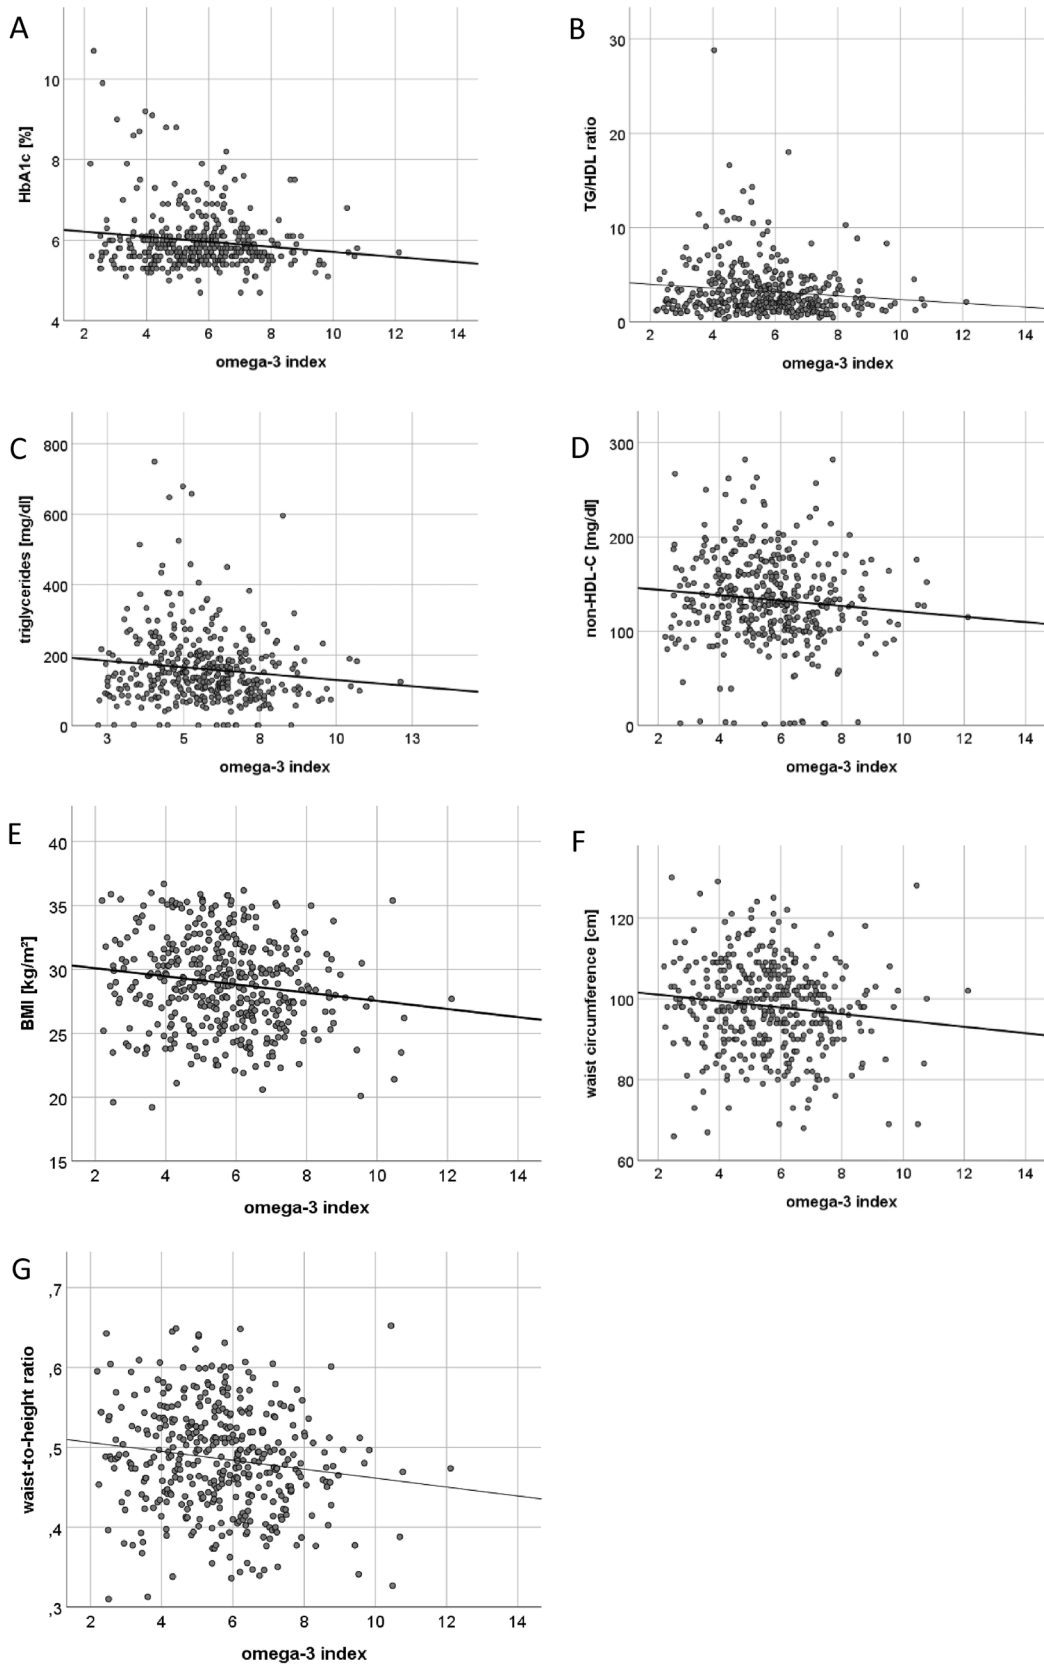 A
HbA1c [%]
10
8
6
4
2 4 6 8 10 12 14
omega-3 index
B
TG/HDL ratio
30
20
10
0
2 4 6 8 10 12 14
omega-3 index
C
triglycerides [mg/dl]
800
600
400
200
0
3 5 8 10 13
omega-3 index
D
non-HDL-C [mg/dl]
300
200
100
0
2 4 6 8 10 12 14
omega-3 index
E
BMI [kg/m²]
40
35
30
25
20
15
2 4 6 8 10 12 14
omega-3 index
F
waist circumference [cm]
120
100
80
60
2 4 6 8 10 12 14
omega-3 index
G
waist-to-height ratio
,7
,6
,5
,4
,3
2 4 6 8 10 12 14
omega-3 index